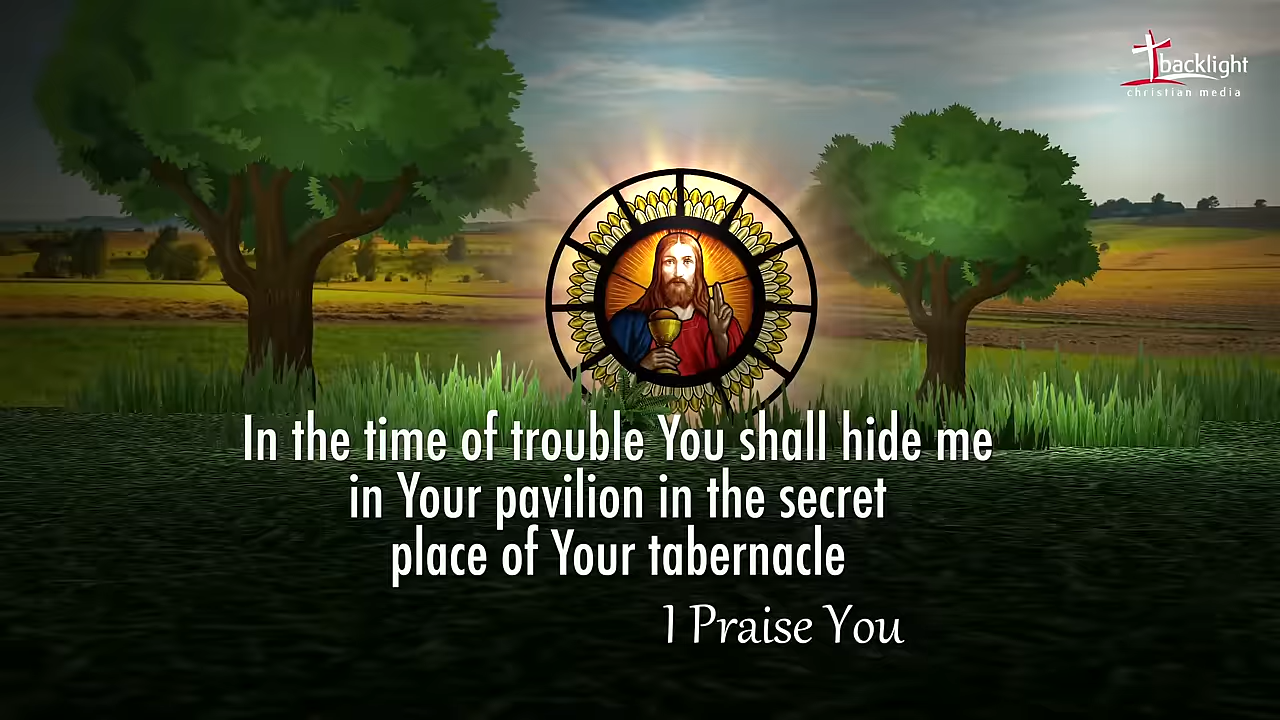 backlight
christian media
In the time of trouble You shall hide me
in Your pavilion in the secret
place of Your tabernacle
I Praise You